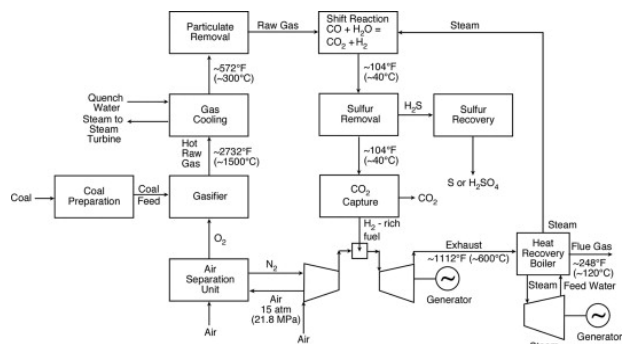 Particulate
Removal
Raw Gas
Shift Reaction
CO + H2O =
CO2 + H2
Steam
~572°F
(~300°C)
~104°F
(~40°C)
Quench
Water
Steam to
Steam
Turbine
Gas
Cooling
Sulfur
Removal
H2S
Sulfur
Recovery
Hot
Raw
Gas
~2732°F
(~1500°C)
~104°F
(~40°C)
S or H2SO4
Coal
Coal
Preparation
Coal
Feed
Gasifier
CO2
Capture
CO2
O2
H2 - rich
fuel
Steam
Air
Separation
Unit
N2
Exhaust
~1112°F (~600°C)
Heat
Recovery
Boiler
Flue Gas
~248°F
(~120°C)
Air
15 atm
(21.8 MPa)
Generator
Steam
Feed Water
Air
Air
Generator
Steam